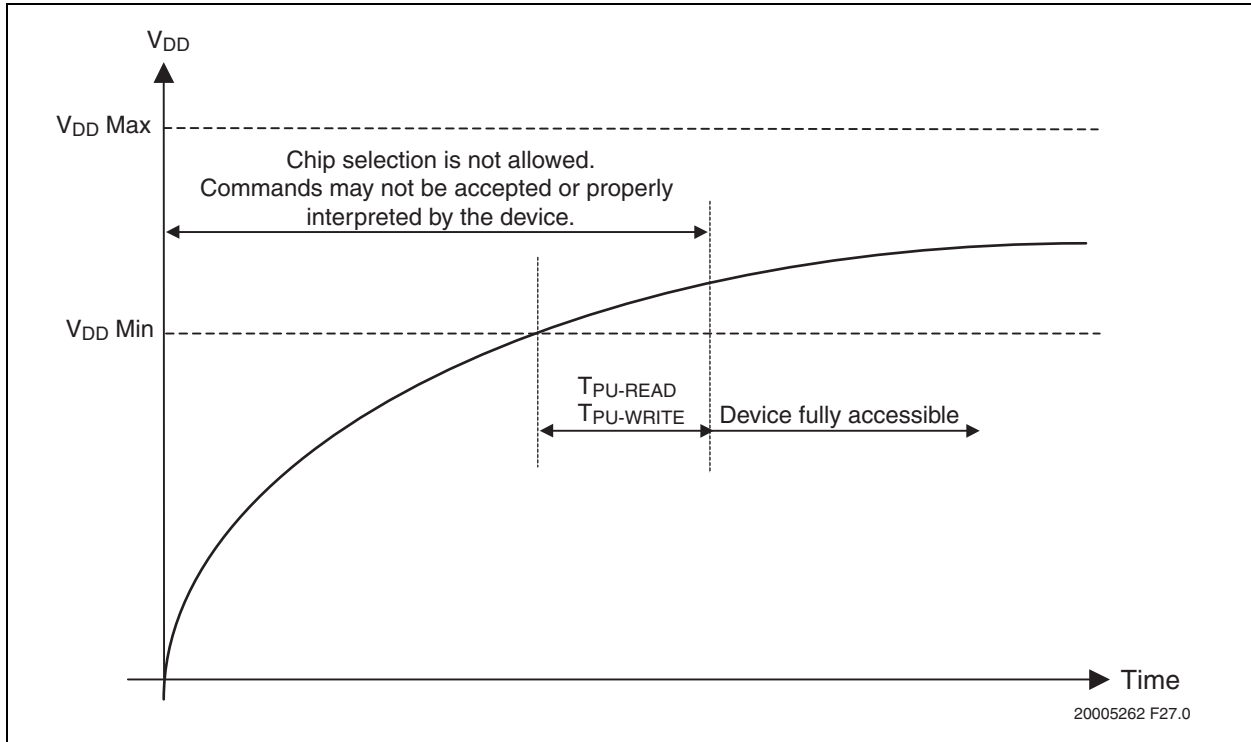 VDD
VDD Max
Chip selection is not allowed.
Commands may not be accepted or properly
interpreted by the device.
VDD Min
TPU-READ
TPU-WRITE
Device fully accessible
Time
20005262 F27.0